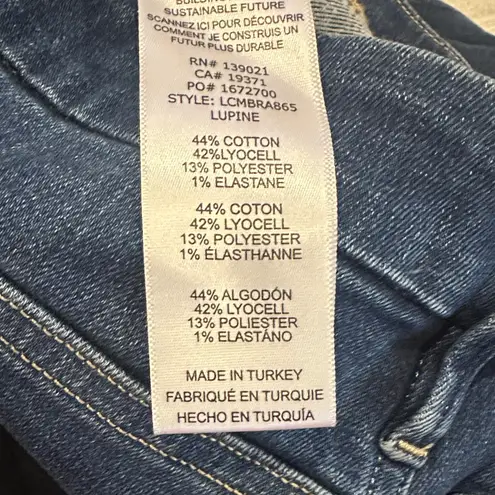 SUSTAINABLE FUTURE
SCANNEZ ICI POUR DÉCOUVRIR
COMMENT JE CONSTRUIS UN
FUTUR PLUS DURABLE
RN# 139021
CA# 19371
PO# 1672700
STYLE: LCMBRA865
LUPINE
44% COTTON
42%LYOCELL
13% POLYESTER
1% ELASTANE
44% COTON
42% LYOCELL
13% POLYESTER
1% ÉLASTHANNE
44% ALGODÓN
42% LYOCELL
13% POLIESTER
1% ELASTÁNO
MADE IN TURKEY
FABRIQUÉ EN TURQUIE
HECHO EN TURQUÍA